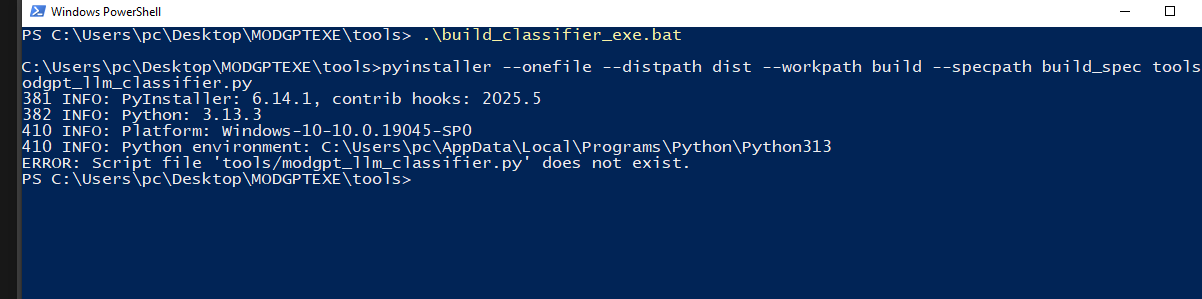 Windows PowerShell
PS C:\Users\pc\Desktop\MODGPTEXE\tools> .\build_classifier_exe.bat
C:\Users\pc\Desktop\MODGPTEXE\tools>pyinstaller --onefile --distpath dist --workpath build --specpath build_spec tools
odgpt_llm_classifier.py
381 INFO: PyInstaller: 6.14.1, contrib hooks: 2025.5
382 INFO: Python: 3.13.3
410 INFO: Platform: Windows-10-10.0.19045-SP0
410 INFO: Python environment: C:\Users\pc\AppData\Local\Programs\Python\Python313
ERROR: Script file 'tools/modgpt_llm_classifier.py' does not exist.
PS C:\Users\pc\Desktop\MODGPTEXE\tools>